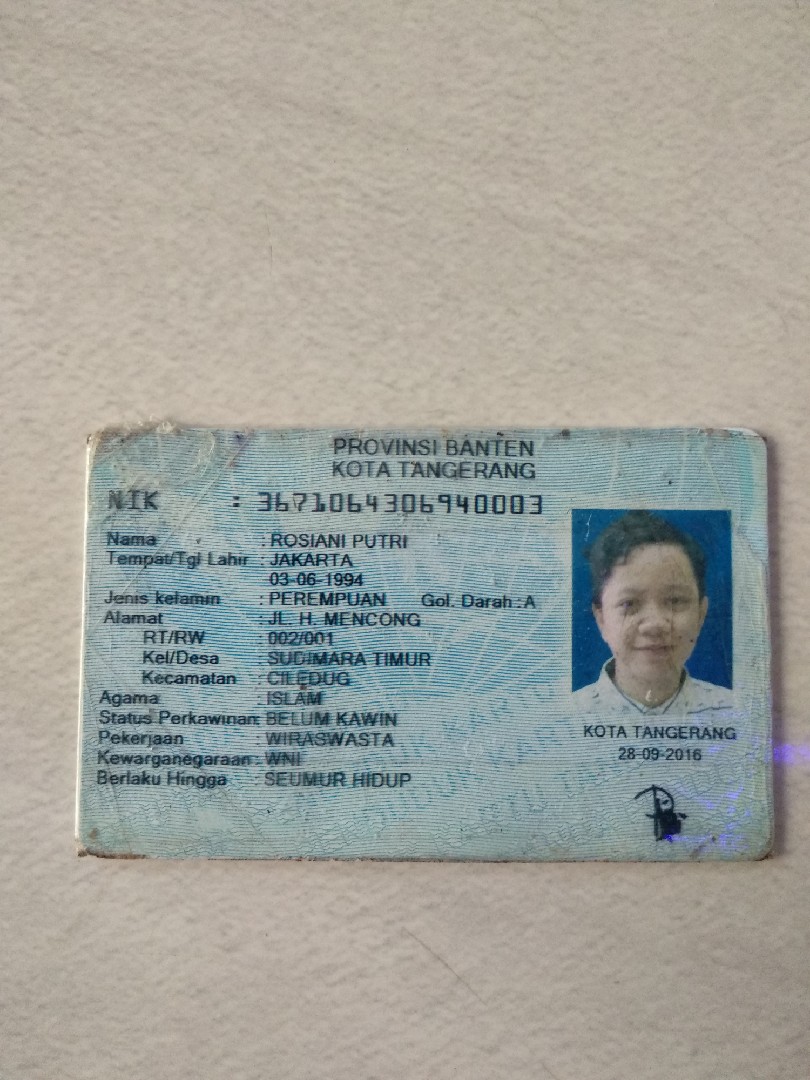 PROVINSI BANTEN
KOTA TANGERANG
NIK : 3671064306940003
Nama : ROSIANI PUTRI
Tempat/Tgl Lahir : JAKARTA
03-06-1994
Jenis kelamin : PEREMPUAN Gol. Darah : A
Alamat : JL. H. MENCONG
RT/RW : 002/001
Kel/Desa : SUDIMARA TIMUR
Kecamatan : CILEDUG
Agama : ISLAM
Status Perkawinan: BELUM KAWIN
Pekerjaan : WIRASWASTA
Kewarganegaraan : WNI
Berlaku Hingga : SEUMUR HIDUP
KOTA TANGERANG
28-09-2016